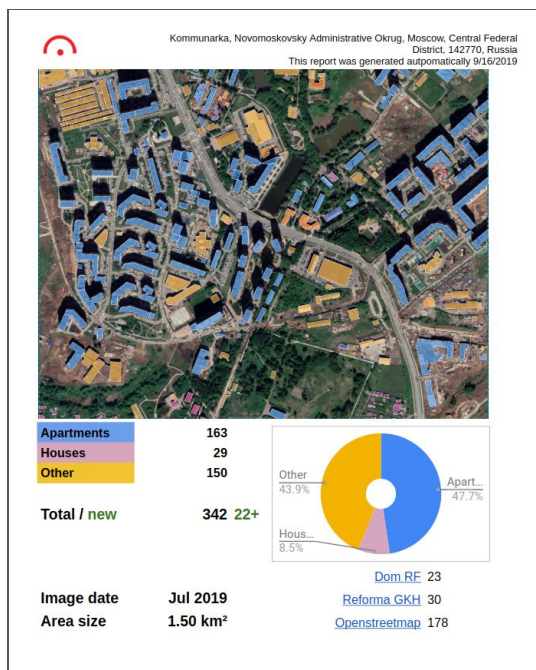 Kommunarka, Novomoskovsky Administrative Okrug, Moscow, Central Federal
District, 142770, Russia
This report was generated autpomatically 9/16/2019
Apartments 163
Houses 29
Other 150
Total / new 342 22+
Other
43.9%
Apart...
47.7%
Hous...
8.5%
Dom RF 23
Image date Jul 2019
Reforma GKH 30
Area size 1.50 km²
Openstreetmap 178